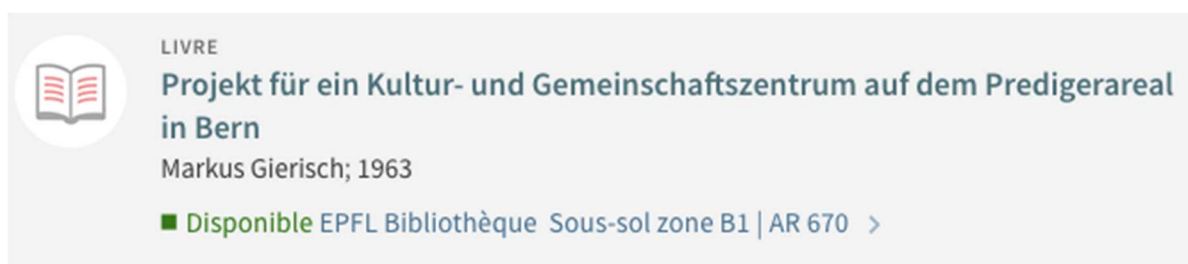 LIVRE
Projekt für ein Kultur- und Gemeinschaftszentrum auf dem Predigerareal
in Bern
Markus Gierisch; 1963
Disponible EPFL Bibliothèque Sous-sol zone B1 | AR 670 >